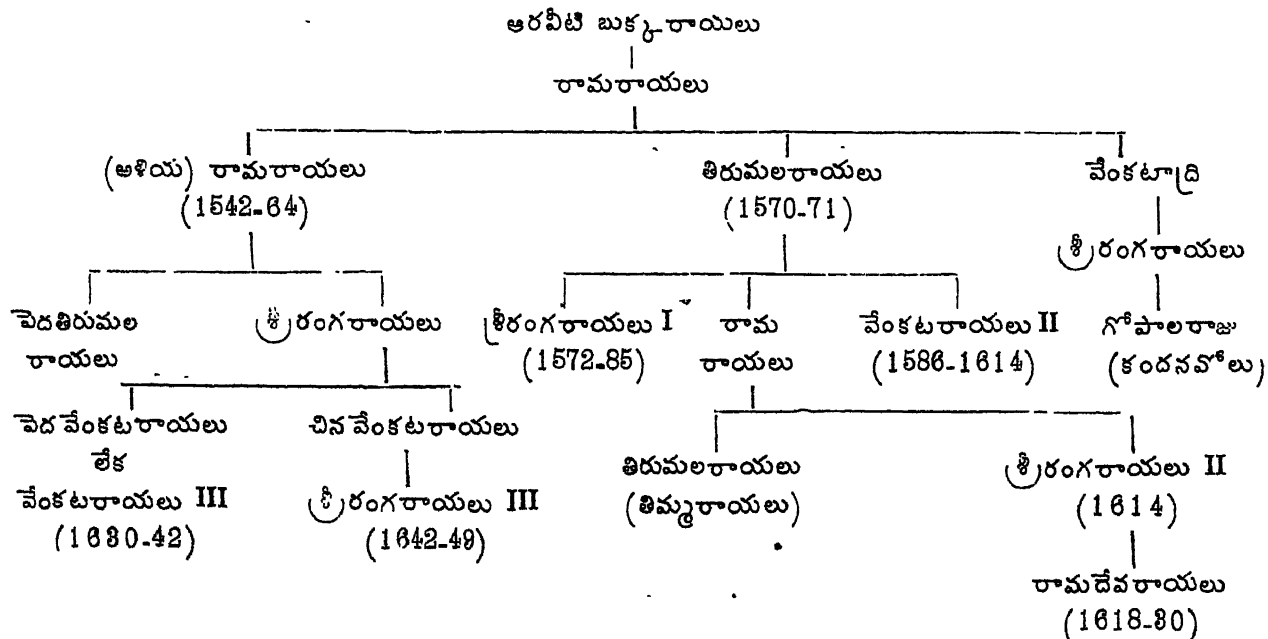 ఆరవీటి బుక్కరాయలు
రామరాయలు
(అళియ) రామరాయలు తిరుమలరాయలు వేంకటాద్రి
(1542-64) (1570-71)
శ్రీరంగరాయలు
పెదతిరుమల శ్రీరంగరాయలు శ్రీరంగరాయలు I రామ వేంకటరాయలు II గోపాలరాజు
రాయలు (1572-85) రాయలు (1586-1614) (కందనవోలు)
పెద వేంకటరాయలు చిన వేంకటరాయలు
లేక తిరుమలరాయలు శ్రీరంగరాయలు II
వేంకటరాయలు III శ్రీరంగరాయలు III (తిమ్మరాయలు) (1614)
(1630-42) (1642-49)
రామదేవరాయలు
(1618-30)